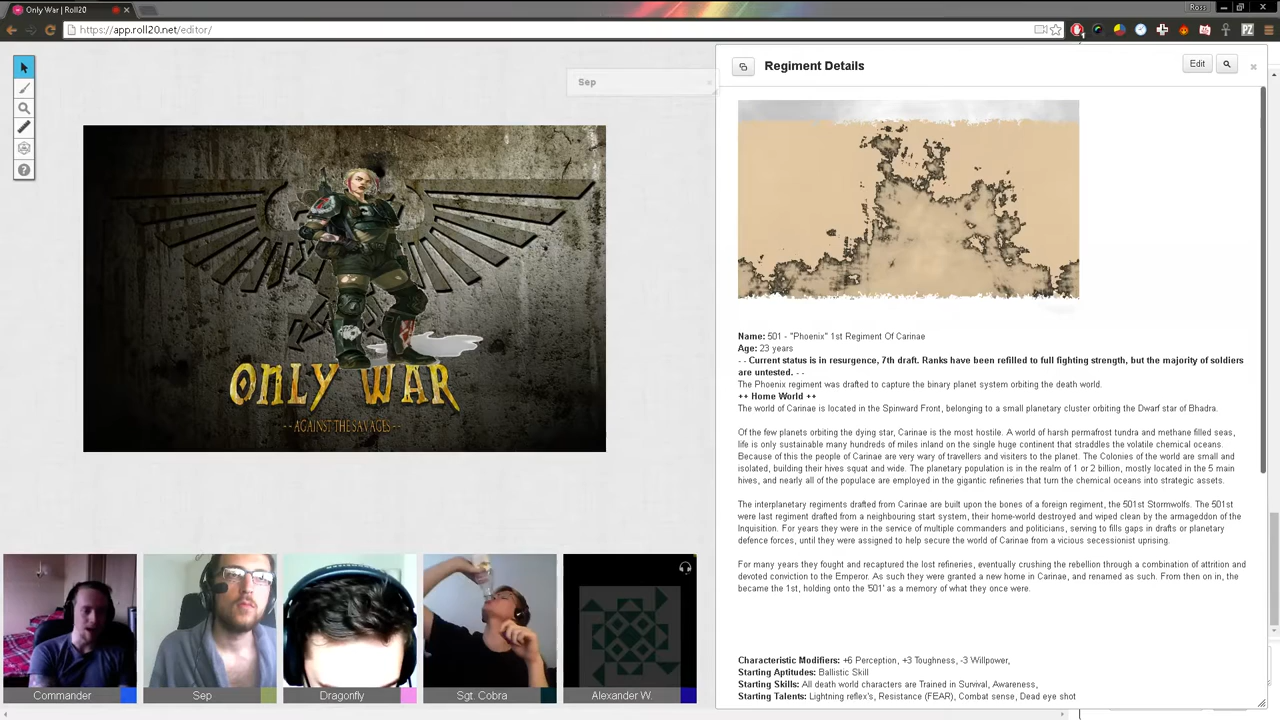 Only War | Roll20
Ross
https://app.roll20.net/editor/
Sep
Regiment Details
Edit
ONLY WAR
-- AGAINST THE SAVAGES --
Name: 501 - "Phoenix" 1st Regiment Of Carinae
Age: 23 years
- - Current status is in resurgence, 7th draft. Ranks have been refilled to full fighting strength, but the majority of soldiers
are untested. - -
The Phoenix regiment was drafted to capture the binary planet system orbiting the death world.
++ Home World ++
The world of Carinae is located in the Spinward Front, belonging to a small planetary cluster orbiting the Dwarf star of Bhadra.
Of the few planets orbiting the dying star, Carinae is the most hostile. A world of harsh permafrost tundra and methane filled seas,
life is only sustainable many hundreds of miles inland on the single huge continent that straddles the volatile chemical oceans.
Because of this the people of Carinae are very wary of travellers and visitors to the planet. The Colonies of the world are small and
isolated, building their hives squat and wide. The planetary population is in the realm of 1 or 2 billion, mostly located in the 5 main
hives, and nearly all of the populace are employed in the gigantic refineries that turn the chemical oceans into strategic assets.
The interplanetary regiments drafted from Carinae are built upon the bones of a foreign regiment, the 501st Stormwolfs. The 501st
were last regiment drafted from a neighbouring start system, their home-world destroyed and wiped clean by the armageddon of the
Inquisition. For years they were in the service of multiple commanders and politicians, serving to fills gaps in drafts or planetary
defence forces, until they were assigned to help secure the world of Carinae from a vicious secessionist uprising.
For many years they fought and recaptured the lost refineries, eventually crushing the rebellion through a combination of attrition and
devoted conviction to the Emperor. As such they were granted a new home in Carinae, and renamed as such. From then on in, the
became the 1st, holding onto the '501' as a memory of what they once were.
Characteristic Modifiers: +6 Perception, +3 Toughness, -3 Willpower,
Starting Aptitudes: Ballistic Skill
Starting Skills: All death world characters are Trained in Survival, Awareness,
Starting Talents: Lightning reflex's, Resistance (FEAR), Combat sense, Dead eye shot
Commander
Sep
Dragonfly
Sgt. Cobra
Alexander W.